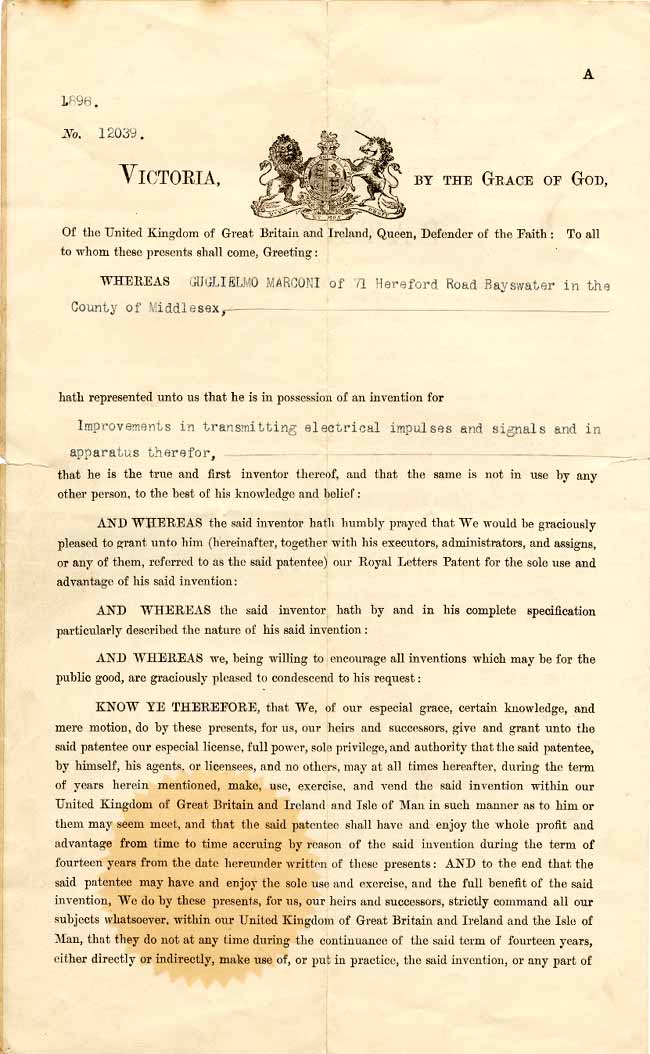 A
1896.
No. 12039.
VICTORIA, BY THE GRACE OF GOD,
Of the United Kingdom of Great Britain and Ireland, Queen, Defender of the Faith: To all
to whom these presents shall come, Greeting:
WHEREAS GUGLIELMO MARCONI of 71 Hereford Road Bayswater in the
County of Middlesex,
hath represented unto us that he is in possession of an invention for
Improvements in transmitting electrical impulses and signals and in
apparatus therefor,
that he is the true and first inventor thereof, and that the same is not in use by any
other person, to the best of his knowledge and belief:
AND WHEREAS the said inventor hath humbly prayed that We would be graciously
pleased to grant unto him (hereinafter, together with his executors, administrators, and assigns,
or any of them, referred to as the said patentee) our Royal Letters Patent for the sole use and
advantage of his said invention:
AND WHEREAS the said inventor hath by and in his complete specification
particularly described the nature of his said invention:
AND WHEREAS we, being willing to encourage all inventions which may be for the
public good, are graciously pleased to condescend to his request:
KNOW YE THEREFORE, that We, of our especial grace, certain knowledge, and
mere motion, do by these presents, for us, our heirs and successors, give and grant unto the
said patentee our especial license, full power, sole privilege, and authority that the said patentee,
by himself, his agents, or licensees, and no others, may at all times hereafter, during the term
of years herein mentioned, make, use, exercise, and vend the said invention within our
United Kingdom of Great Britain and Ireland and Isle of Man in such manner as to him or
them may seem meet, and that the said patentee shall have and enjoy the whole profit and
advantage from time to time accruing by reason of the said invention during the term of
fourteen years from the date hereunder written of these presents: AND to the end that the
said patentee may have and enjoy the sole use and exercise, and the full benefit of the said
invention, We do by these presents, for us, our heirs and successors, strictly command all our
subjects whatsoever, within our United Kingdom of Great Britain and Ireland and the Isle of
Man, that they do not at any time during the continuance of the said term of fourteen years,
either directly or indirectly, make use of, or put in practice, the said invention, or any part of